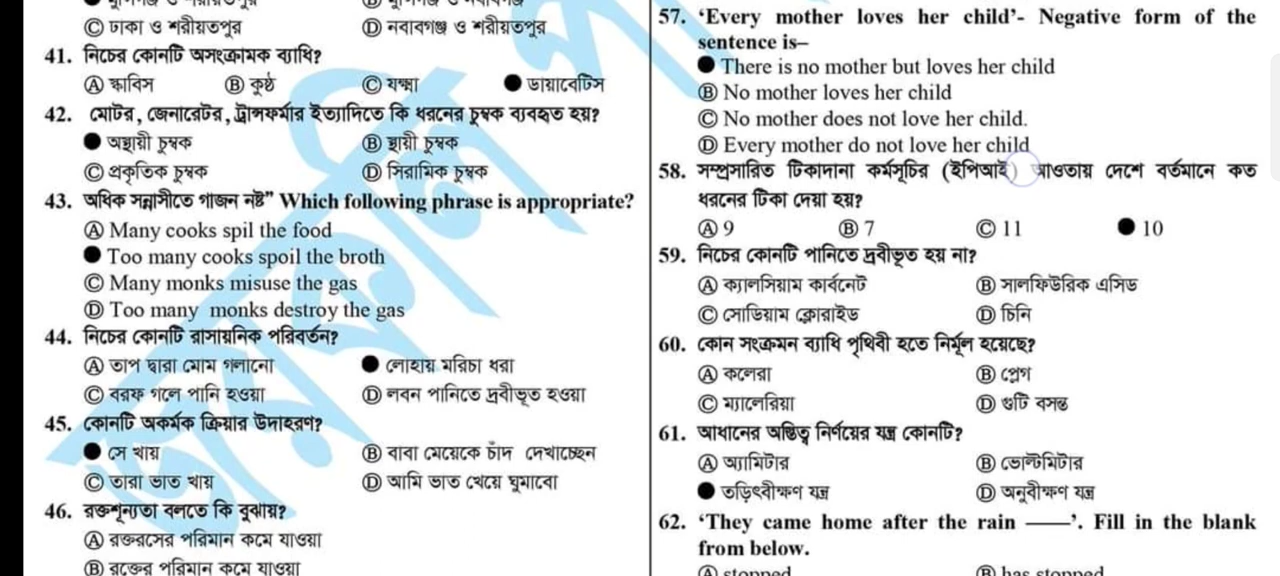 Ⓒ ঢাকা ও শরীয়তপুর Ⓓ নবাবগঞ্জ ও শরীয়তপুর
41. নিচের কোনটি অসংক্রামক ব্যাধি?
Ⓐ স্কাবিস Ⓑ কুষ্ঠ Ⓒ যক্ষ্মা ● ডায়াবেটিস
42. মোটর, জেনারেটর, ট্রান্সফর্মার ইত্যাদিতে কি ধরনের চুম্বক ব্যবহৃত হয়?
● অস্থায়ী চুম্বক Ⓑ স্থায়ী চুম্বক
Ⓒ প্রকৃতিক চুম্বক Ⓓ সিরামিক চুম্বক
43. অধিক সন্নাসীতে গাজন নষ্ট” Which following phrase is appropriate?
Ⓐ Many cooks spil the food
● Too many cooks spoil the broth
Ⓒ Many monks misuse the gas
Ⓓ Too many monks destroy the gas
44. নিচের কোনটি রাসায়নিক পরিবর্তন?
Ⓐ তাপ দ্বারা মোম গলানো ● লোহায় মরিচা ধরা
Ⓒ বরফ গলে পানি হওয়া Ⓓ লবন পানিতে দ্রবীভূত হওয়া
45. কোনটি অকর্মক ক্রিয়ার উদাহরণ?
● সে খায় Ⓑ বাবা মেয়েকে চাঁদ দেখাচ্ছেন
Ⓒ তারা ভাত খায় Ⓓ আমি ভাত খেয়ে ঘুমাবো
46. রক্তশূন্যতা বলতে কি বুঝায়?
Ⓐ রক্তরসের পরিমান কমে যাওয়া
Ⓑ রক্তের পরিমান কমে যাওয়া
57. ‘Every mother loves her child’- Negative form of the
sentence is–
● There is no mother but loves her child
Ⓑ No mother loves her child
Ⓒ No mother does not love her child.
Ⓓ Every mother do not love her child
58. সম্প্রসারিত টিকাদানা কর্মসূচির (ইপিআই) আওতায় দেশে বর্তমানে কত
ধরনের টিকা দেয়া হয়?
Ⓐ 9 Ⓑ 7 Ⓒ 11 ● 10
59. নিচের কোনটি পানিতে দ্রবীভূত হয় না?
Ⓐ ক্যালসিয়াম কার্বনেট Ⓑ সালফিউরিক এসিড
Ⓒ সোডিয়াম ক্লোরাইড Ⓓ চিনি
60. কোন সংক্রমন ব্যাধি পৃথিবী হতে নির্মূল হয়েছে?
Ⓐ কলেরা Ⓑ প্লেগ
Ⓒ ম্যালেরিয়া Ⓓ গুটি বসন্ত
61. আধানের অস্তিত্ব নির্ণয়ের যন্ত্র কোনটি?
Ⓐ অ্যামিটার Ⓑ ভোল্টমিটার
● তড়িৎবীক্ষণ যন্ত্র Ⓓ অনুবীক্ষণ যন্ত্র
62. ‘They came home after the rain ——’. Fill in the blank
from below.
Ⓐ stopped Ⓑ has stopped